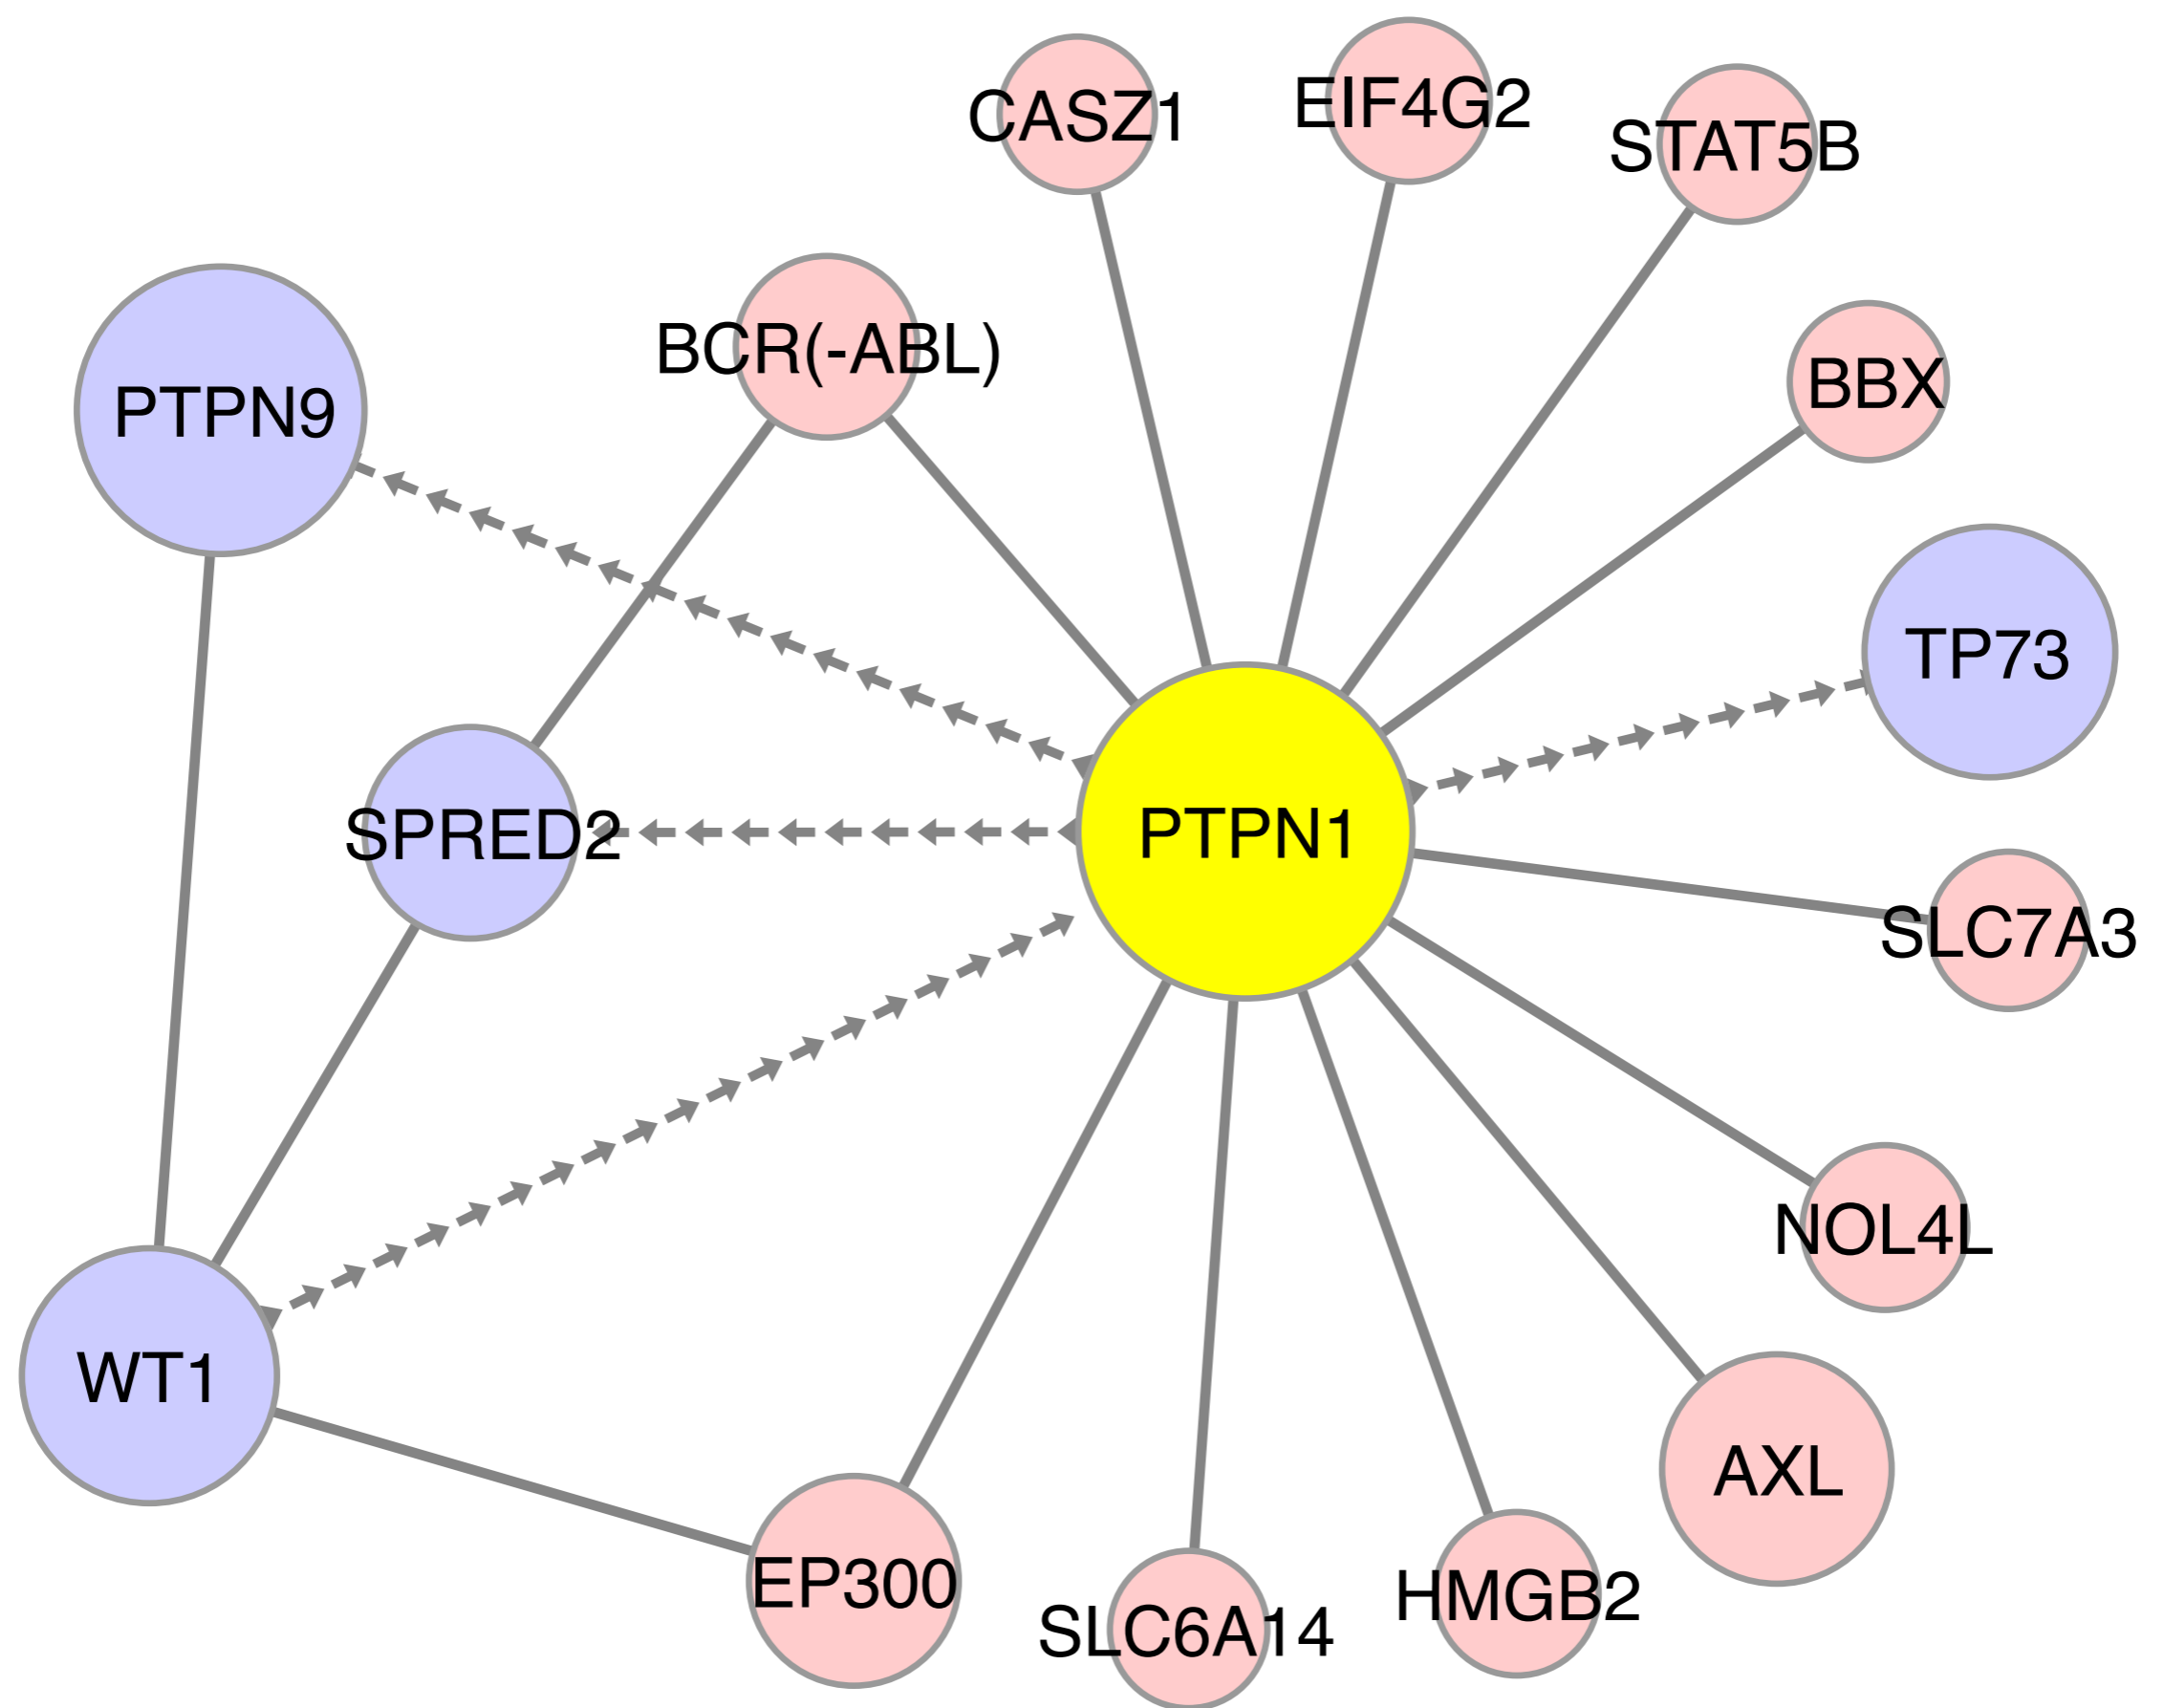 CASZ1
EIF4G2
STAT5B
BCR(-ABL)
BBX
PTPN9
TP73
SPRED2
PTPN1
SLC7A3
NOL4L
WT1
AXL
EP300
HMGB2
SLC6A14